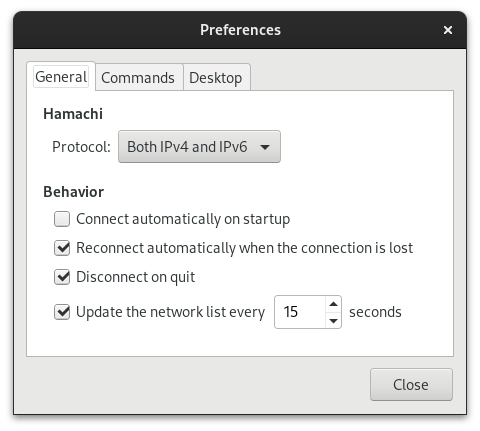 Preferences
General Commands Desktop
Hamachi
Protocol: Both IPv4 and IPv6
Behavior
Connect automatically on startup
Reconnect automatically when the connection is lost
Disconnect on quit
Update the network list every 15 seconds
Close